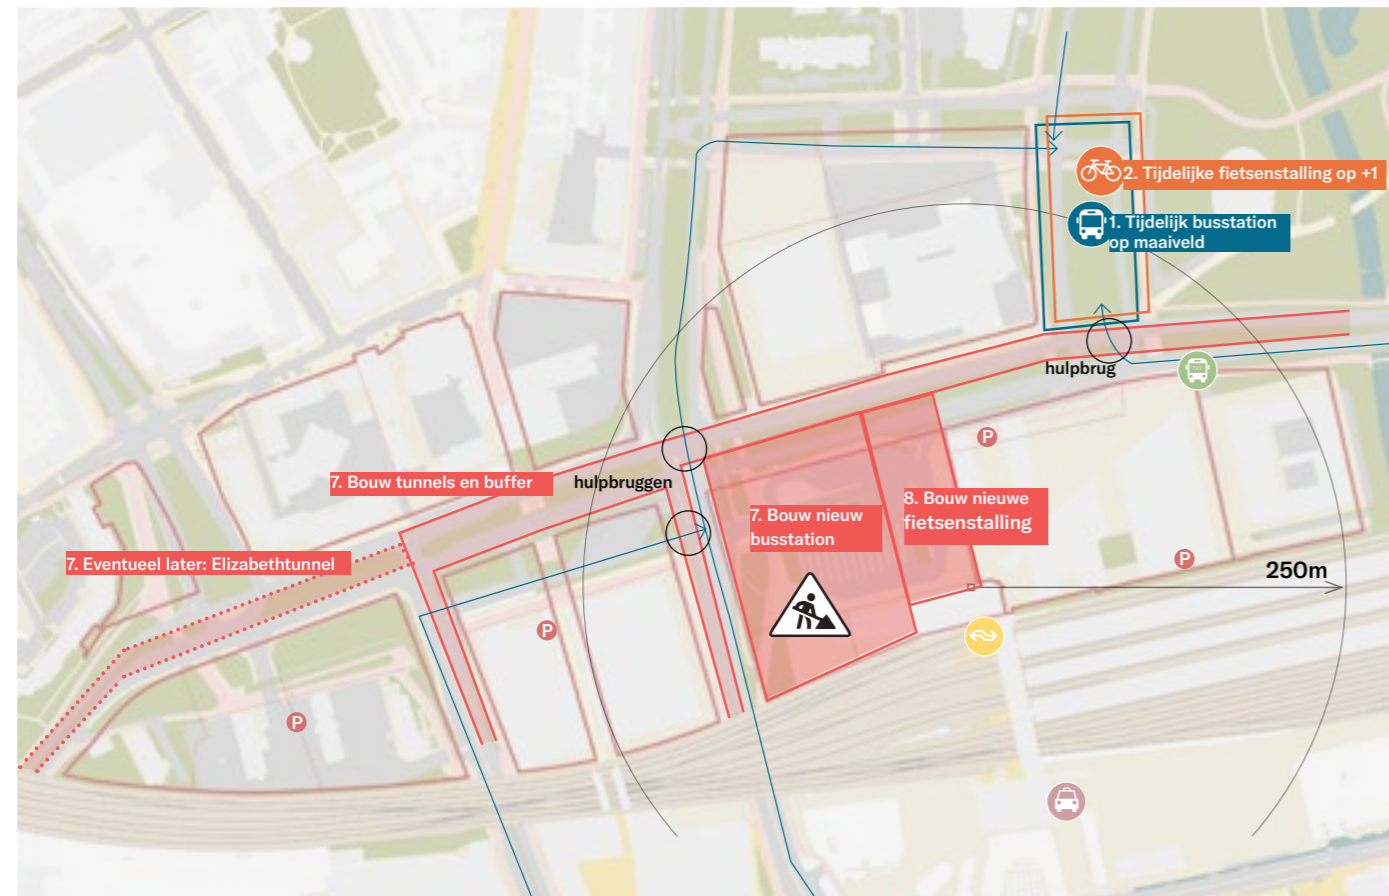 2. Tijdelijke fietsenstalling op +1
1. Tijdelijk busstation
op maaiveld
hulpbrug
P
7. Bouw tunnels en buffer
hulpbruggen
8. Bouw nieuwe
fietsenstalling
7. Bouw nieuw
busstation
7. Eventueel later: Elizabethtunnel
P
250m
P
P